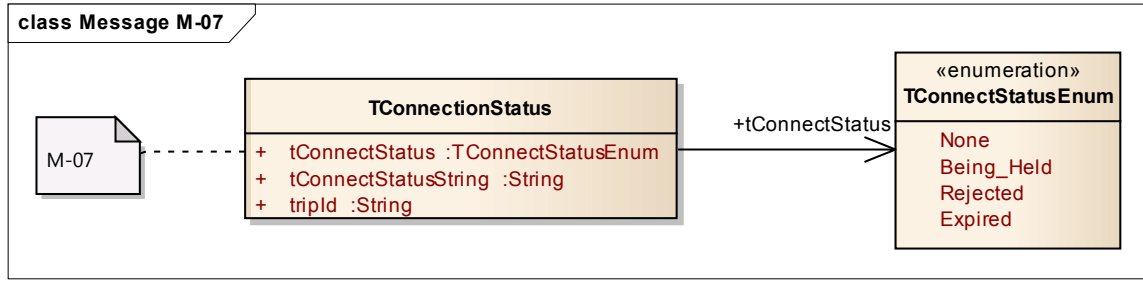 class Message M-07
M-07
TConnectionStatus
+ tConnectStatus :TConnectStatusEnum
+ tConnectStatusString :String
+ tripId :String
+tConnectStatus
«enumeration»
TConnectStatusEnum
None
Being_Held
Rejected
Expired